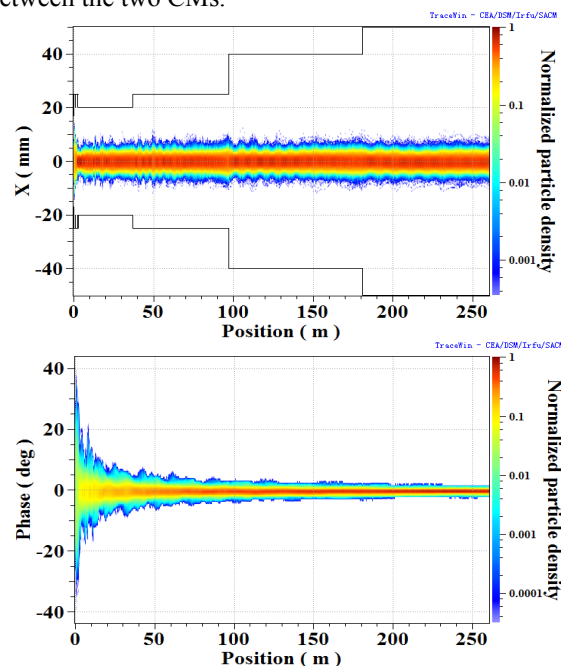 between the two CMs.
TraceWin - CEA/DSM/Irfu/SACM
40
20
0
-20
-40
X ( mm )
0 50 100 150 200 250
Position ( m )
1
0.1
0.01
0.001
Normalized particle density
TraceWin - CEA/DSM/Irfu/SACM
40
20
0
-20
-40
Phase ( deg )
0 50 100 150 200 250
Position ( m )
1
0.1
0.01
0.001
0.0001
Normalized particle density